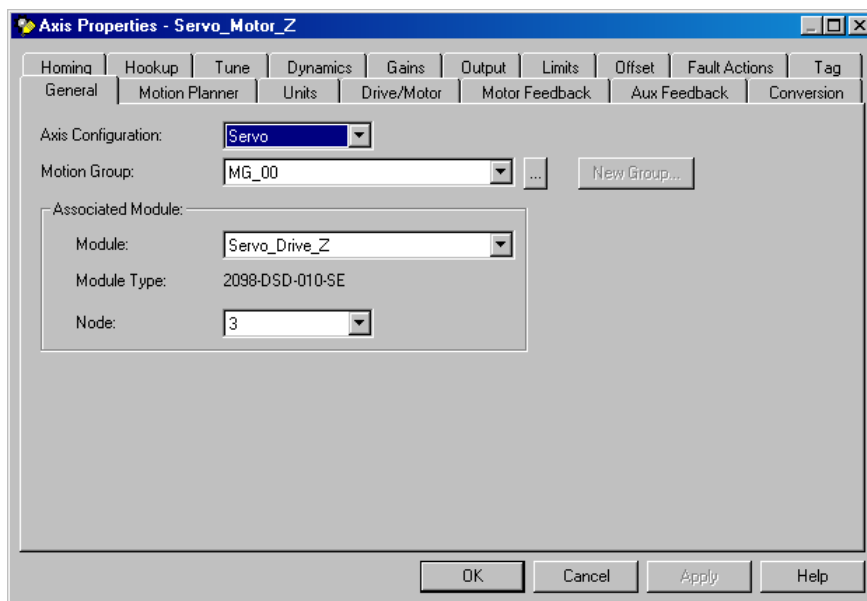 Axis Properties - Servo_Motor_Z
Homing Hookup Tune Dynamics Gains Output Limits Offset Fault Actions Tag
General Motion Planner Units Drive/Motor Motor Feedback Aux Feedback Conversion
Axis Configuration: Servo
Motion Group: MG_00 ... New Group...
Associated Module:
Module: Servo_Drive_Z
Module Type: 2098-DSD-010-SE
Node: 3
OK Cancel Apply Help